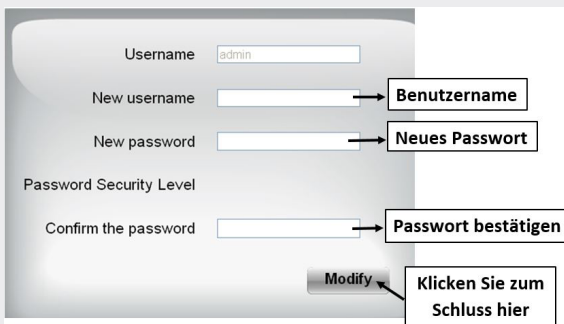 Username admin
New username Benutzername
New password Neues Passwort
Password Security Level
Confirm the password Passwort bestätigen
Modify
Klicken Sie zum
Schluss hier